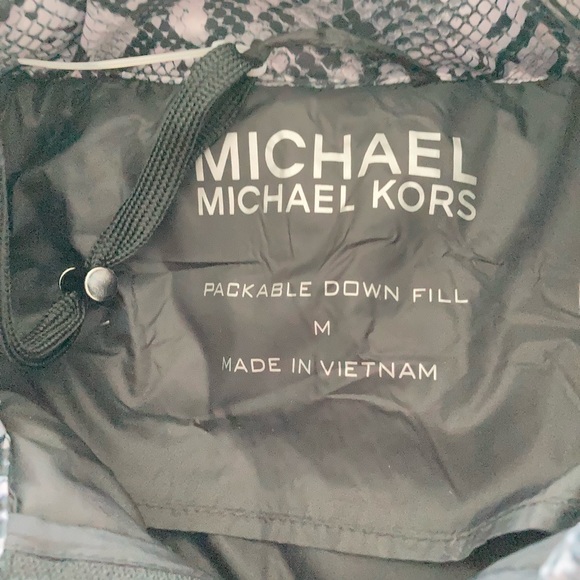 MICHAEL
MICHAEL KORS
PACKABLE DOWN FILL
M
MADE IN VIETNAM